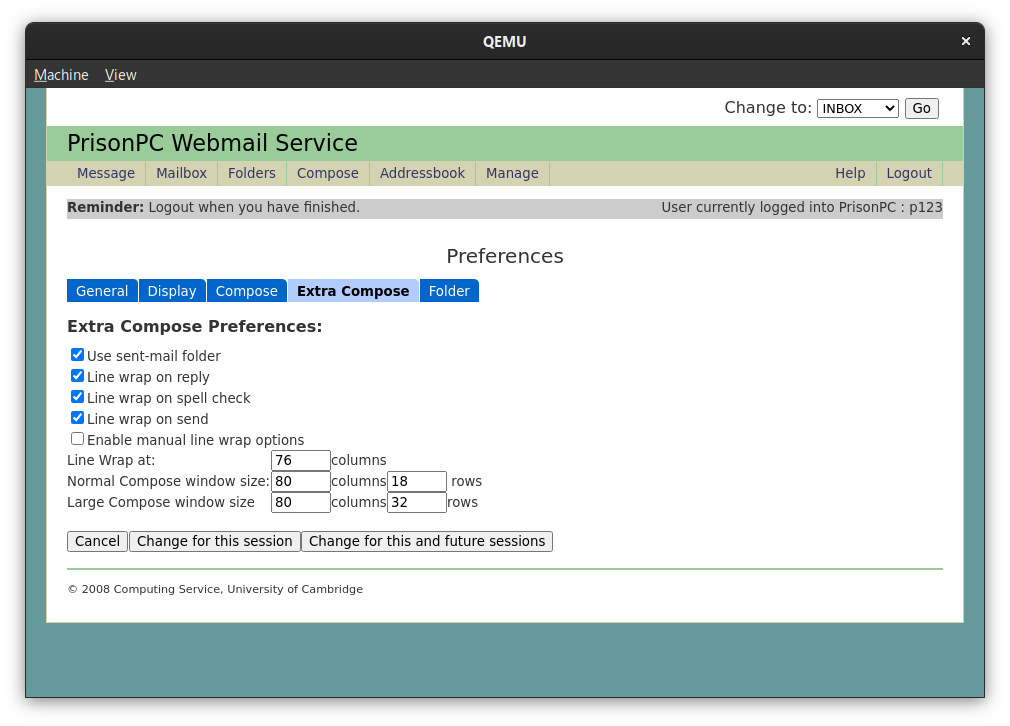 QEMU ×
Machine View
Change to: INBOX Go
PrisonPC Webmail Service
Message Mailbox Folders Compose Addressbook Manage Help Logout
Reminder: Logout when you have finished. User currently logged into PrisonPC : p123
Preferences
General Display Compose Extra Compose Folder
Extra Compose Preferences:
Use sent-mail folder
Line wrap on reply
Line wrap on spell check
Line wrap on send
Enable manual line wrap options
Line Wrap at: 76 columns
Normal Compose window size: 80 columns 18 rows
Large Compose window size 80 columns 32 rows
Cancel Change for this session Change for this and future sessions
© 2008 Computing Service, University of Cambridge